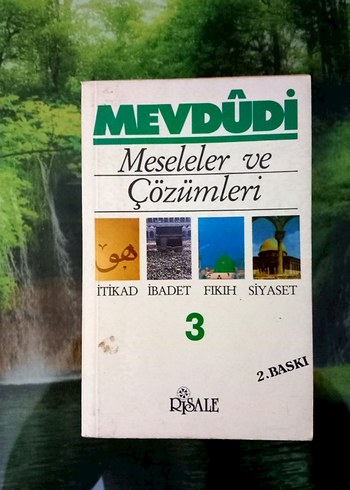 MEVDÛDİ
Meseleler ve
Çözümleri
هو
İTİKAD İBADET FIKIH SİYASET
3
2. BASKI
RİSALE